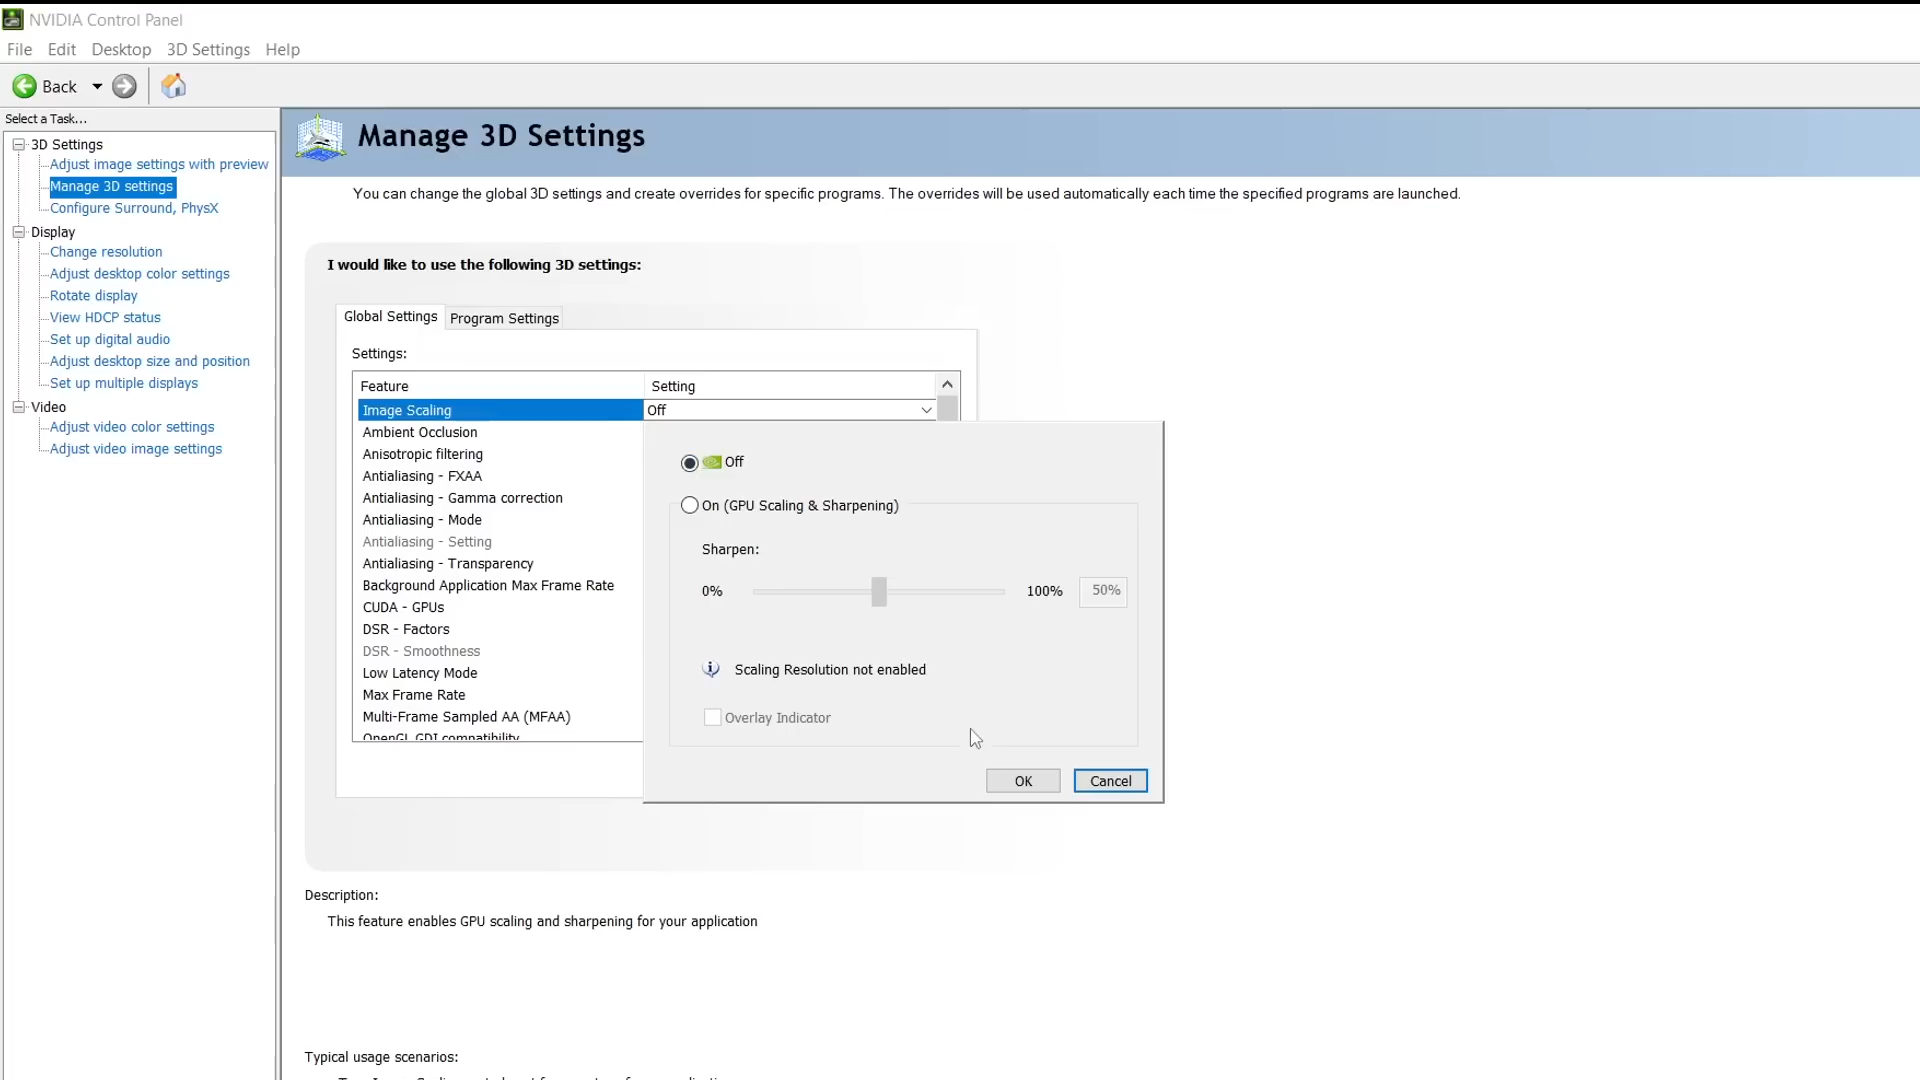 NVIDIA Control Panel
File Edit Desktop 3D Settings Help
Back
Select a Task...
3D Settings
Adjust image settings with preview
Manage 3D settings
Configure Surround, PhysX
Display
Change resolution
Adjust desktop color settings
Rotate display
View HDCP status
Set up digital audio
Adjust desktop size and position
Set up multiple displays
Video
Adjust video color settings
Adjust video image settings
Manage 3D Settings
You can change the global 3D settings and create overrides for specific programs. The overrides will be used automatically each time the specified programs are launched.
I would like to use the following 3D settings:
Global Settings Program Settings
Settings:
Feature Setting
Image Scaling Off
Ambient Occlusion
Anisotropic filtering
Antialiasing - FXAA
Antialiasing - Gamma correction
Antialiasing - Mode
Antialiasing - Setting
Antialiasing - Transparency
Background Application Max Frame Rate
CUDA - GPUs
DSR - Factors
DSR - Smoothness
Low Latency Mode
Max Frame Rate
Multi-Frame Sampled AA (MFAA)
OpenGL GDI compatibility
Off
On (GPU Scaling & Sharpening)
Sharpen:
0% 100% 50%
Scaling Resolution not enabled
Overlay Indicator
OK Cancel
Description:
This feature enables GPU scaling and sharpening for your application
Typical usage scenarios: